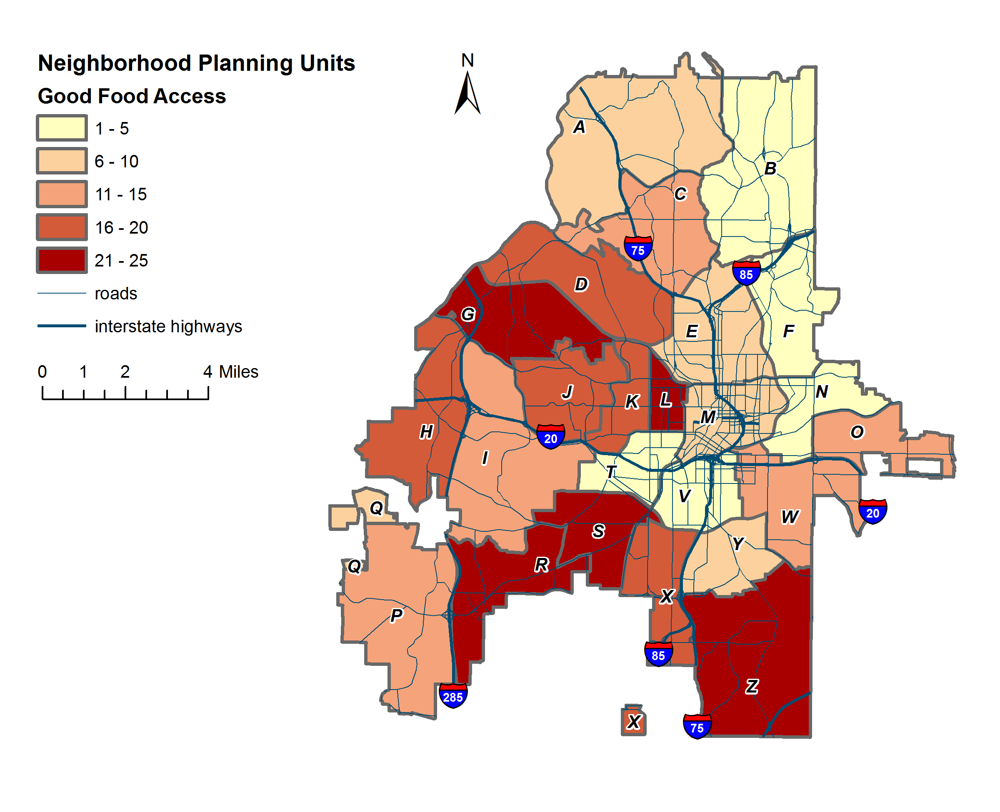 Neighborhood Planning Units
Good Food Access
1 - 5
6 - 10
11 - 15
16 - 20
21 - 25
roads
interstate highways
0 1 2 4 Miles
N
A
B
C
75
85
D
G
E
F
J
K
L
M
N
H
20
I
O
T
V
Q
W
20
S
Y
Q
R
X
P
85
Z
285
X
75